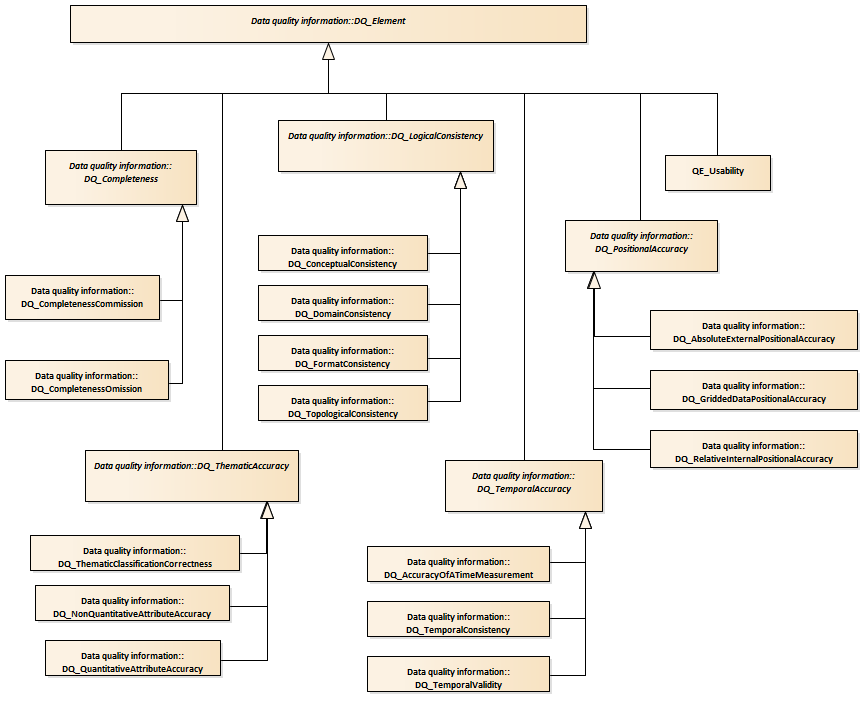 Data quality information::DQ_Element
Data quality information::DQ_LogicalConsistency
Data quality information::
DQ_Completeness
QE_Usability
Data quality information::
DQ_PositionalAccuracy
Data quality information::
DQ_ConceptualConsistency
Data quality information::
DQ_CompletenessCommission
Data quality information::
DQ_DomainConsistency
Data quality information::
DQ_AbsoluteExternalPositionalAccuracy
Data quality information::
DQ_FormatConsistency
Data quality information::
DQ_CompletenessOmission
Data quality information::
DQ_GriddedDataPositionalAccuracy
Data quality information::
DQ_TopologicalConsistency
Data quality information::
DQ_RelativeInternalPositionalAccuracy
Data quality information::DQ_ThematicAccuracy
Data quality information::
DQ_TemporalAccuracy
Data quality information::
DQ_ThematicClassificationCorrectness
Data quality information::
DQ_AccuracyOfATimeMeasurement
Data quality information::
DQ_NonQuantitativeAttributeAccuracy
Data quality information::
DQ_TemporalConsistency
Data quality information::
DQ_QuantitativeAttributeAccuracy
Data quality information::
DQ_TemporalValidity